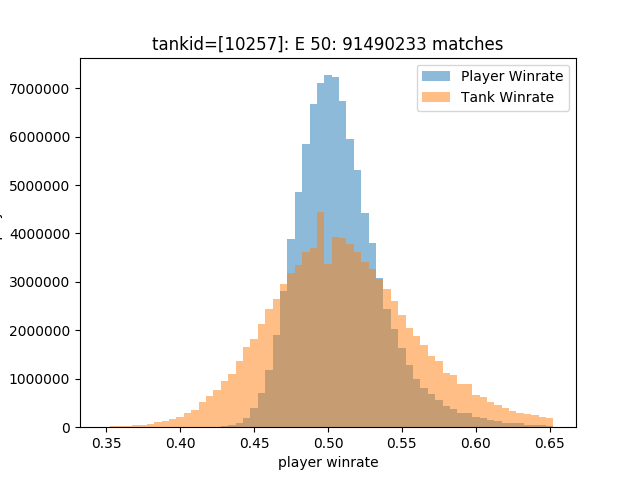 tankid=[10257]: E 50: 91490233 matches
Player Winrate
Tank Winrate
7000000
6000000
5000000
4000000
3000000
2000000
1000000
0
0.35 0.40 0.45 0.50 0.55 0.60 0.65
player winrate